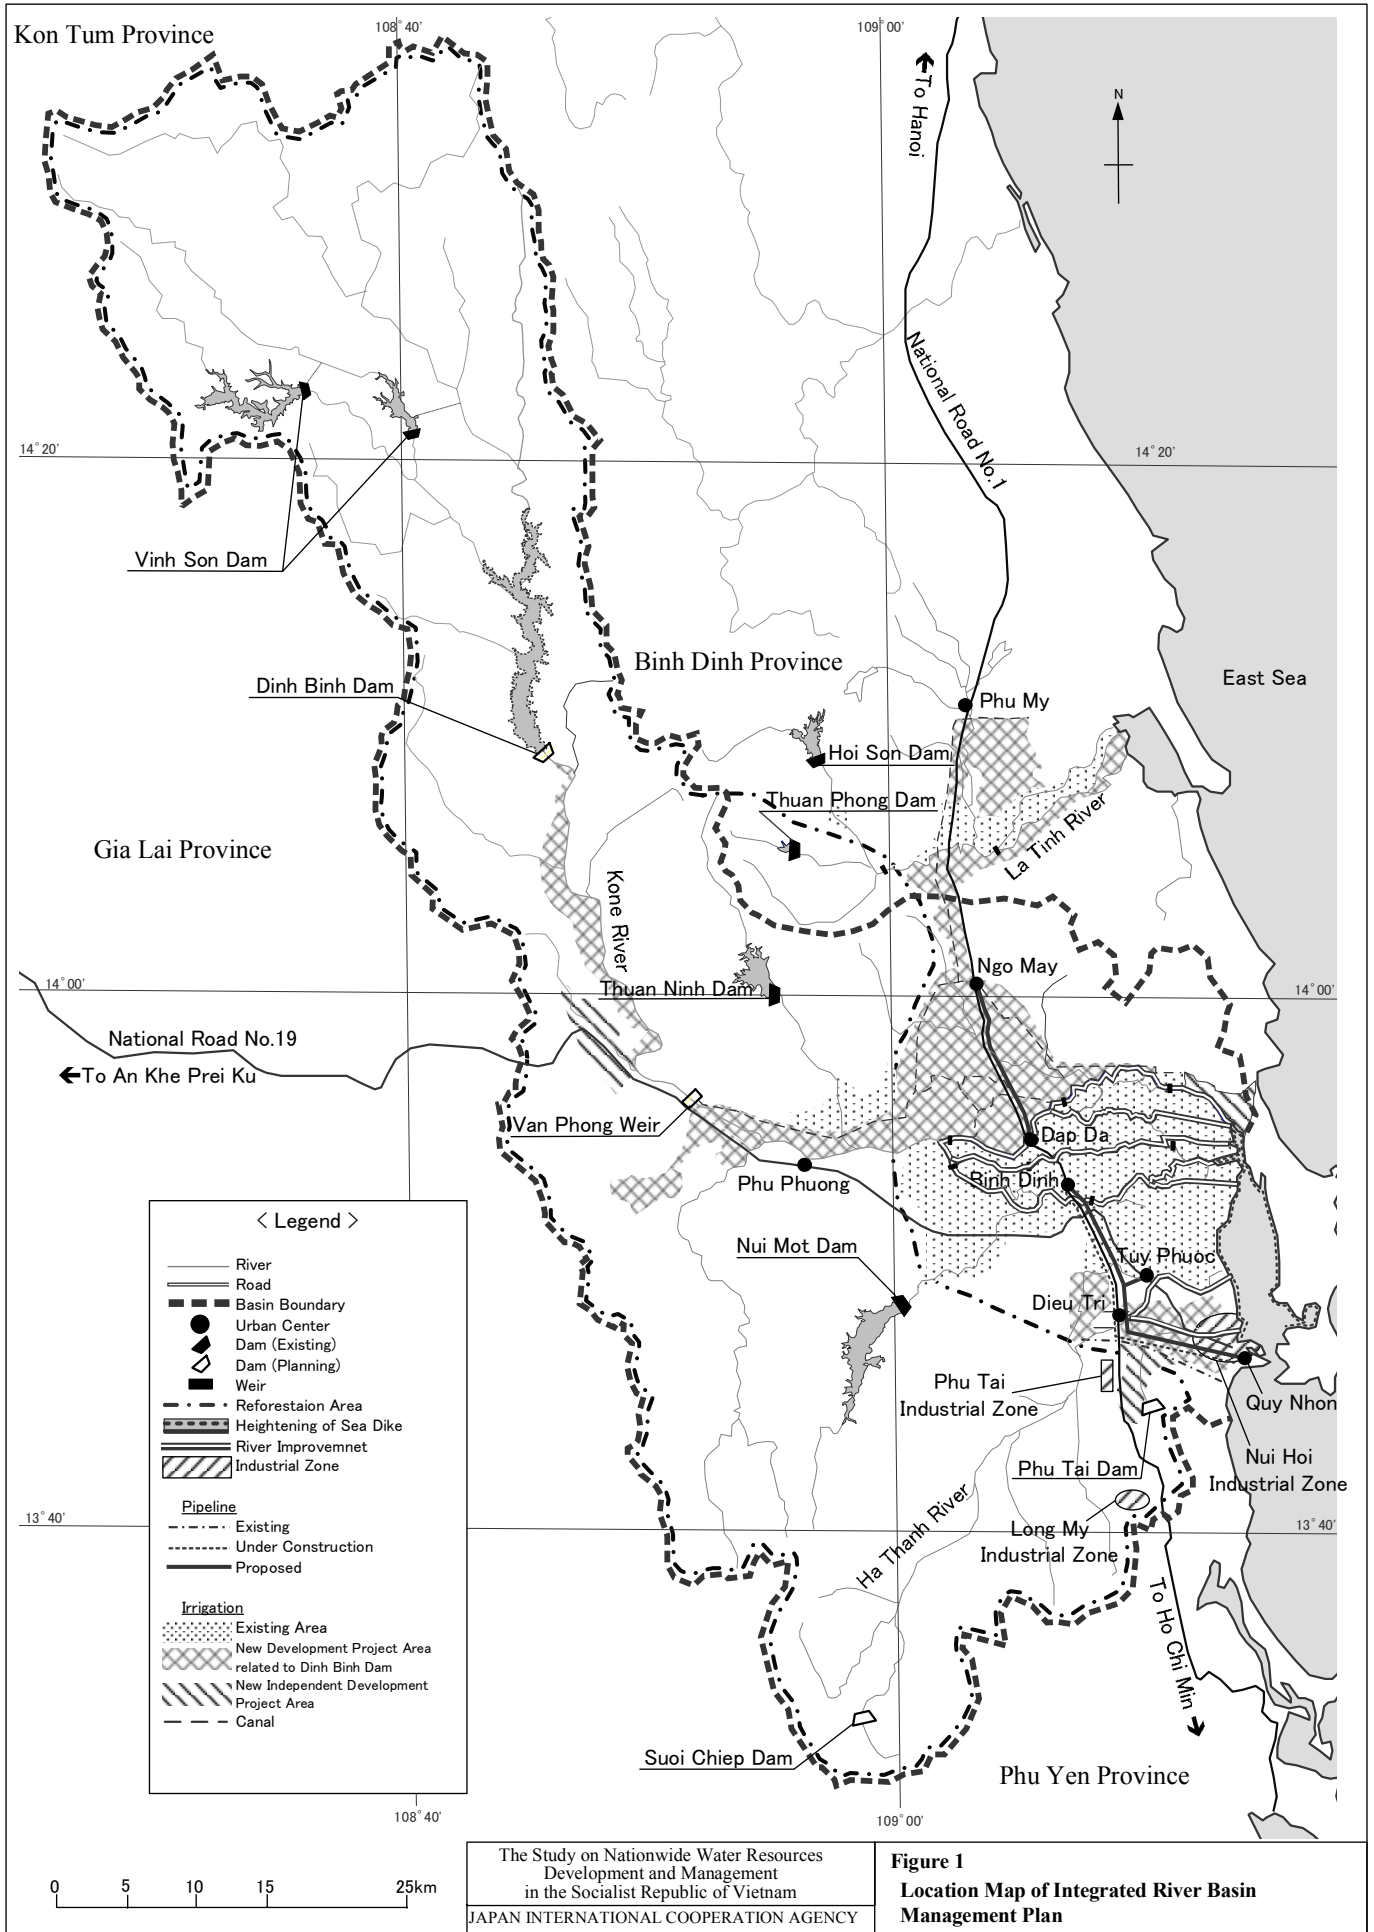 Kon Tum Province
108°40'
109°00'
To Hanoi
N
National Road No.1
14°20'
14°20'
Vinh Son Dam
Binh Dinh Province
East Sea
Dinh Binh Dam
Phu My
Hoi Son Dam
Thuan Phong Dam
La Tinh River
Gia Lai Province
Kone River
Ngo May
Thuan Ninh Dam
14°00'
14°00'
National Road No.19
To An Khe Prei Ku
Van Phong Weir
Dap Da
Binh Dinh
Phu Phuong
Nui Mot Dam
Tuy Phuoc
Dieu Tri
Phu Tai
Industrial Zone
Quy Nhon
Nui Hoi
Industrial Zone
Phu Tai Dam
Long My
Industrial Zone
Ha Thanh River
13°40'
13°40'
To Ho Chi Min
Suoi Chiep Dam
Phu Yen Province
< Legend >
River
Road
Basin Boundary
Urban Center
Dam (Existing)
Dam (Planning)
Weir
Reforestaion Area
Heightening of Sea Dike
River Improvemnet
Industrial Zone
Pipeline
Existing
Under Construction
Proposed
Irrigation
Existing Area
New Development Project Area
related to Dinh Binh Dam
New Independent Development
Project Area
Canal
108°40'
109°00'
0 5 10 15 25km
The Study on Nationwide Water Resources
Development and Management
in the Socialist Republic of Vietnam
JAPAN INTERNATIONAL COOPERATION AGENCY
Figure 1
Location Map of Integrated River Basin
Management Plan